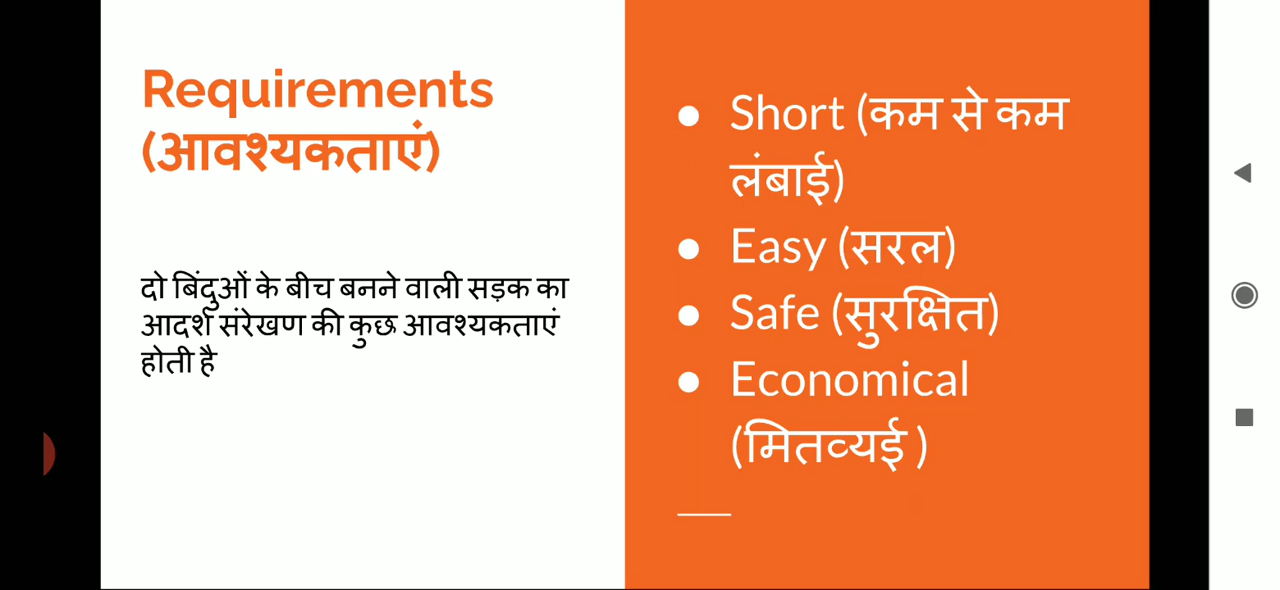 Requirements
(आवश्यकताएं)
दो बिंदुओं के बीच बनने वाली सड़क का
आदर्श संरेखण की कुछ आवश्यकताएं
होती है
● Short (कम से कम
लंबाई)
● Easy (सरल)
● Safe (सुरक्षित)
● Economical
(मितव्यई )